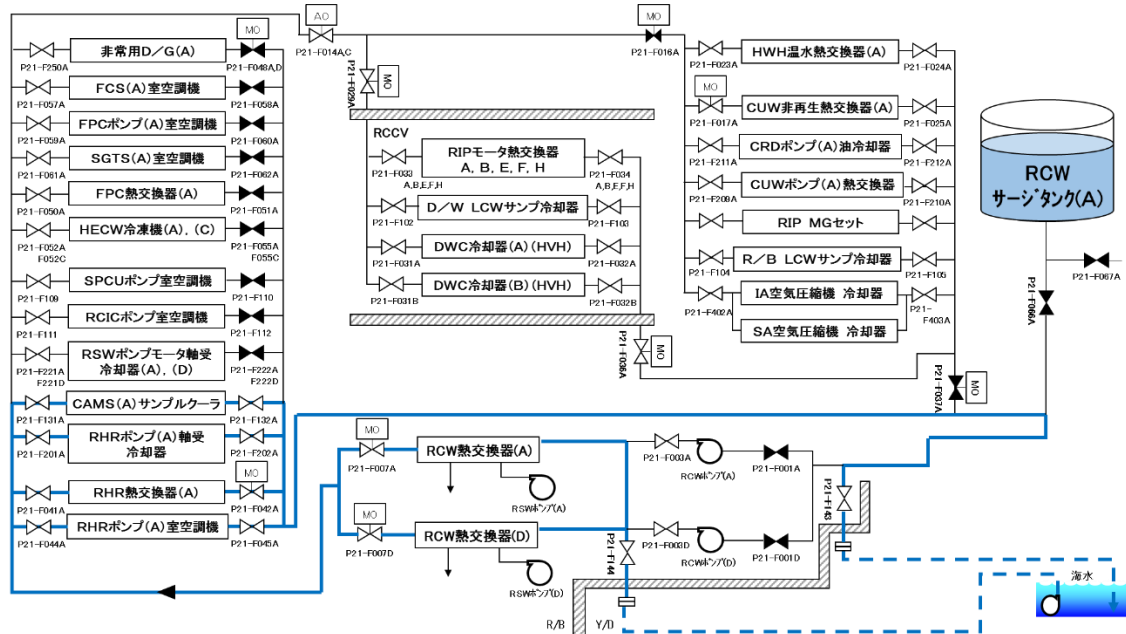 AO
P21-F014A,C
MO
P21-F016A
P21-F029A
MO
非常用D/G(A)
MO
P21-F250A
P21-F048A,D
FCS(A)室空調機
P21-F057A
P21-F058A
FPCポンプ(A)室空調機
P21-F059A
P21-F060A
SGTS(A)室空調機
P21-F061A
P21-F062A
FPC熱交換器(A)
P21-F050A
P21-F051A
HECW冷凍機(A),(C)
P21-F052A
F052C
P21-F055A
F055C
SPCUポンプ室空調機
P21-F109
P21-F110
RCICポンプ室空調機
P21-F111
P21-F112
RSWポンプモータ軸受
冷却器(A),(D)
P21-F221A
F221D
P21-F222A
F222D
CAMS(A)サンプルクーラ
P21-F131A
P21-F132A
RHRポンプ(A)軸受
冷却器
P21-F201A
P21-F202A
MO
RHR熱交換器(A)
P21-F041A
P21-F042A
RHRポンプ(A)室空調機
P21-F044A
P21-F045A
RCCV
RIPモータ熱交換器
A, B, E, F, H
P21-F033
A,B,E,F,H
P21-F034
A,B,E,F,H
D/W LCWサンプ冷却器
P21-F102
P21-F103
DWC冷却器(A)(HVH)
P21-F031A
P21-F032A
DWC冷却器(B)(HVH)
P21-F031B
P21-F032B
P21-F036A
MO
HWH温水熱交換器(A)
P21-F023A
P21-F024A
MO
CUW非再生熱交換器(A)
P21-F017A
P21-F025A
CRDポンプ(A)油冷却器
P21-F211A
P21-F212A
CUWポンプ(A)熱交換器
P21-F209A
P21-F210A
RIP MGセット
R/B LCWサンプ冷却器
P21-F104
P21-F105
IA空気圧縮機 冷却器
P21-F402A
P21-
F403A
SA空気圧縮機 冷却器
P21-F037A
MO
RCW
サージタンク(A)
P21-F067A
P21-F066A
MO
P21-F007A
RCW熱交換器(A)
RSWポンプ(A)
P21-F003A
RCWポンプ(A)
P21-F001A
MO
P21-F007D
RCW熱交換器(D)
RSWポンプ(D)
P21-F003D
RCWポンプ(D)
P21-F001D
P21-F143
P21-F144
R/B
Y/D
海水